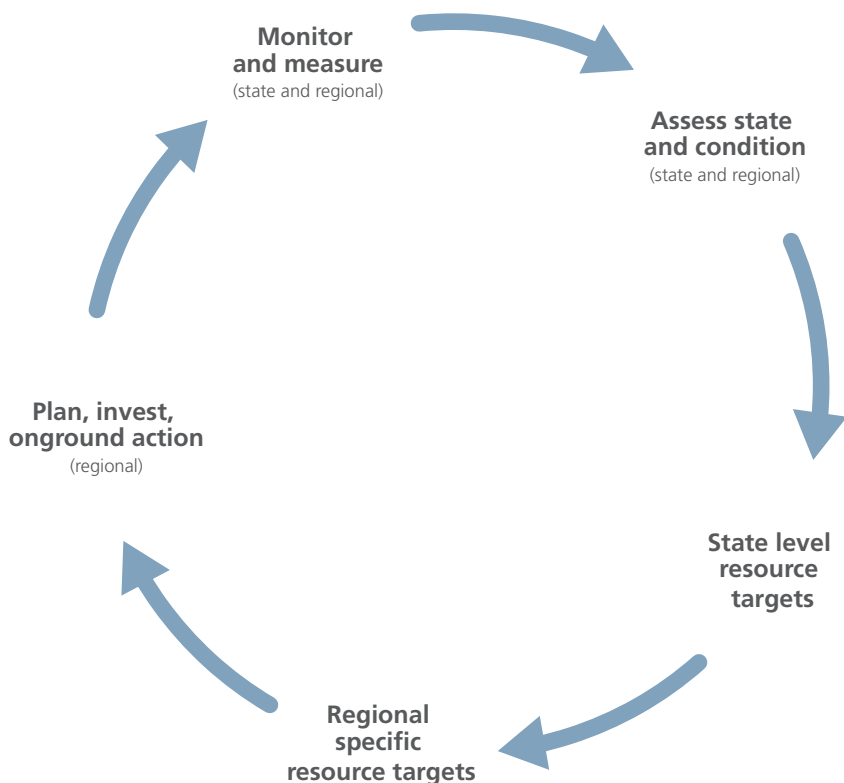 Monitor
and measure
(state and regional)
Assess state
and condition
(state and regional)
State level
resource
targets
Regional
specific
resource targets
Plan, invest,
onground action
(regional)